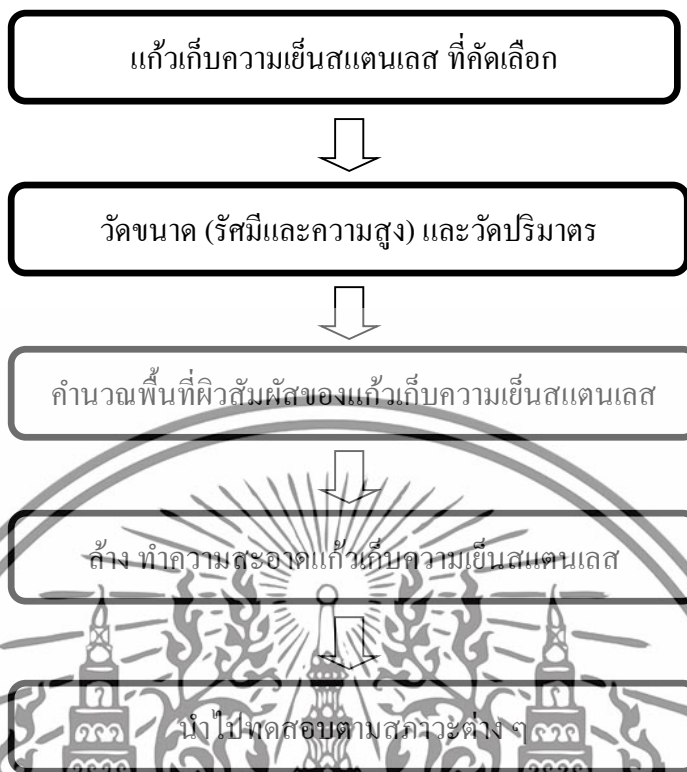 แก้วเก็บความเย็นสแตนเลส ที่คัดเลือก
วัดขนาด (รัศมีและความสูง) และวัดปริมาตร
คำนวณพื้นที่ผิวสัมผัสของแก้วเก็บความเย็นสแตนเลส
ล้าง ทำความสะอาดแก้วเก็บความเย็นสแตนเลส
นำไปทดสอบตามสภาวะต่าง ๆ